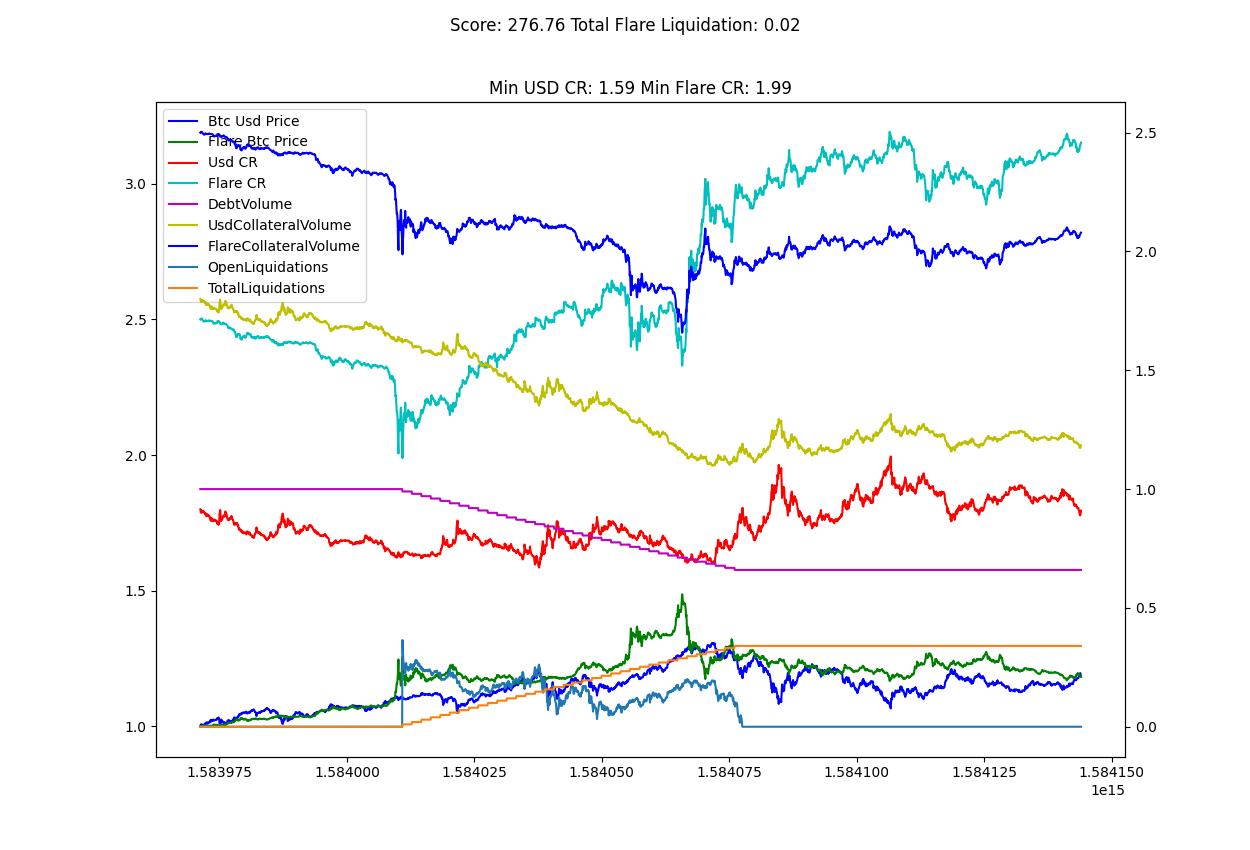 Score: 276.76 Total Flare Liquidation: 0.02
Min USD CR: 1.59 Min Flare CR: 1.99
Btc Usd Price
Flare Btc Price
Usd CR
Flare CR
DebtVolume
UsdCollateralVolume
FlareCollateralVolume
OpenLiquidations
TotalLiquidations
3.0
2.5
2.0
1.5
1.0
2.5
2.0
1.5
1.0
0.5
0.0
1.583975 1.584000 1.584025 1.584050 1.584075 1.584100 1.584125 1.584150
1e15